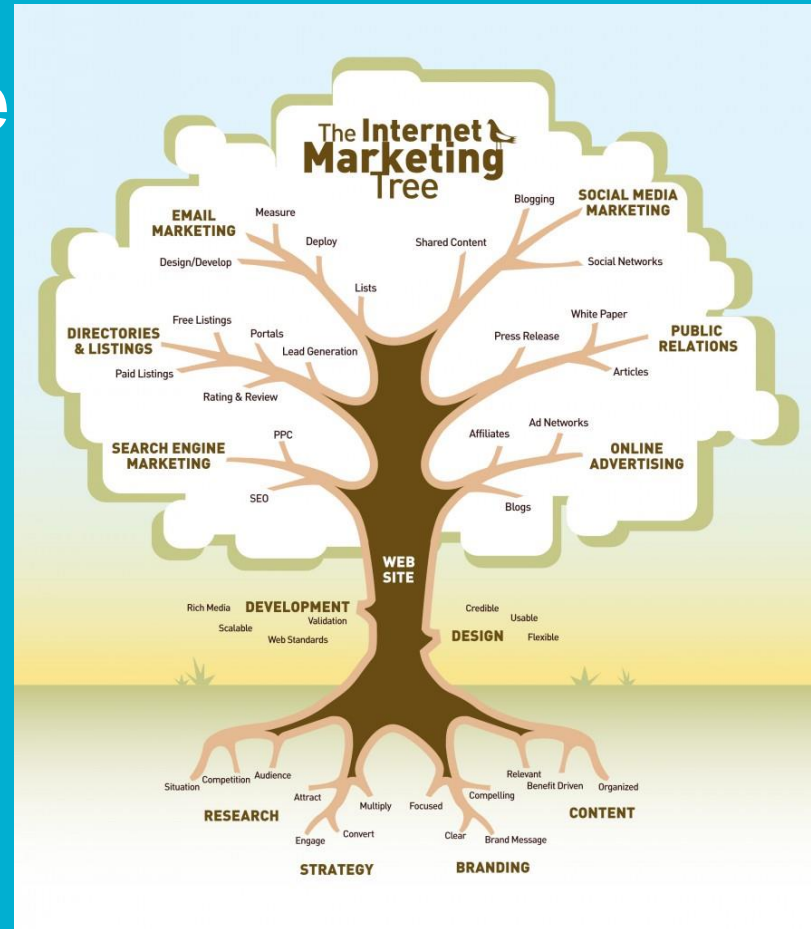 e
The Internet
Marketing
Tree
EMAIL
MARKETING
Measure
Deploy
Design/Develop
Lists
Blogging
SOCIAL MEDIA
MARKETING
Shared Content
Social Networks
DIRECTORIES
& LISTINGS
Free Listings
Portals
Lead Generation
Paid Listings
Rating & Review
White Paper
Press Release
PUBLIC
RELATIONS
Articles
SEARCH ENGINE
MARKETING
PPC
SEO
Affiliates
Ad Networks
ONLINE
ADVERTISING
Blogs
WEB
SITE
Rich Media
DEVELOPMENT
Validation
Scalable
Web Standards
Credible
Usable
DESIGN
Flexible
Situation
Competition
Audience
RESEARCH
Attract
Multiply
Engage
Convert
STRATEGY
Focused
Compelling
Clear
Brand Message
BRANDING
Relevant
Benefit Driven
Organized
CONTENT